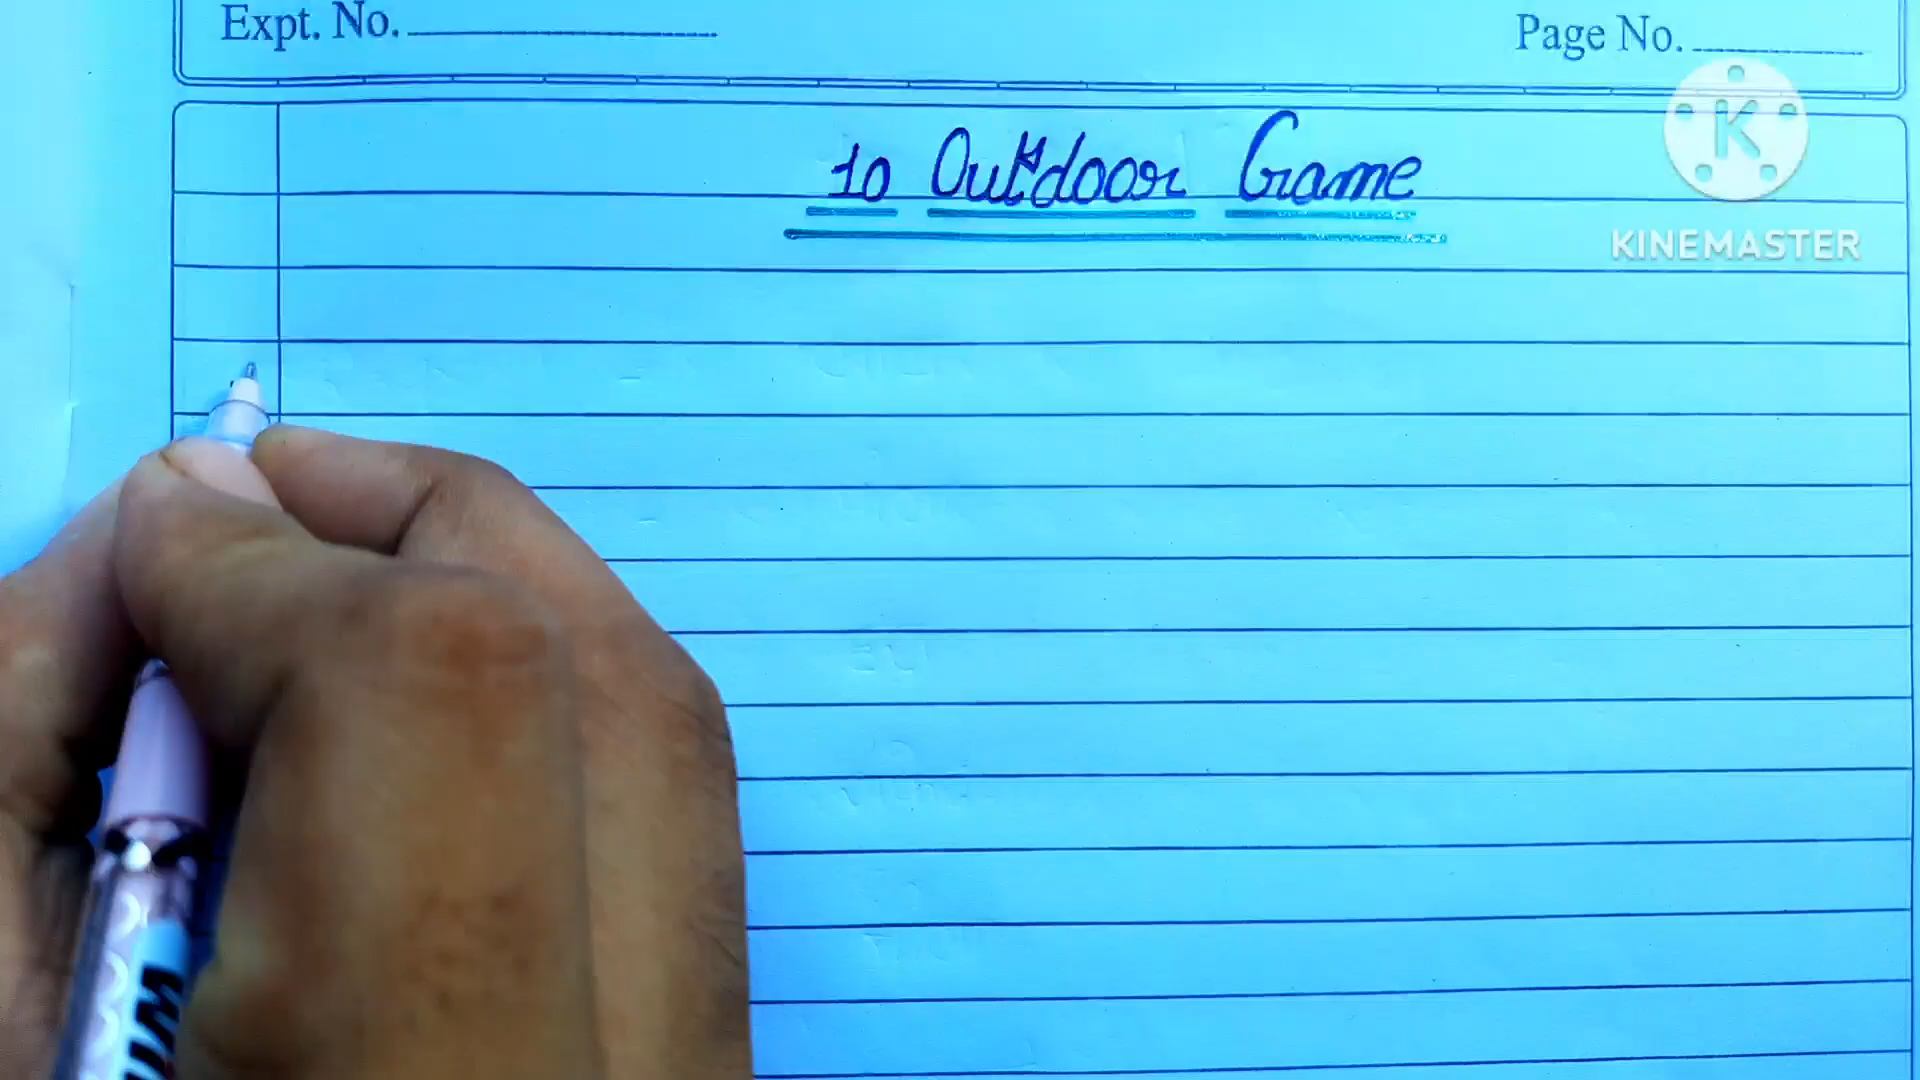 Expt. No.
Page No.
10 Outdoor Game
K
KINEMASTER